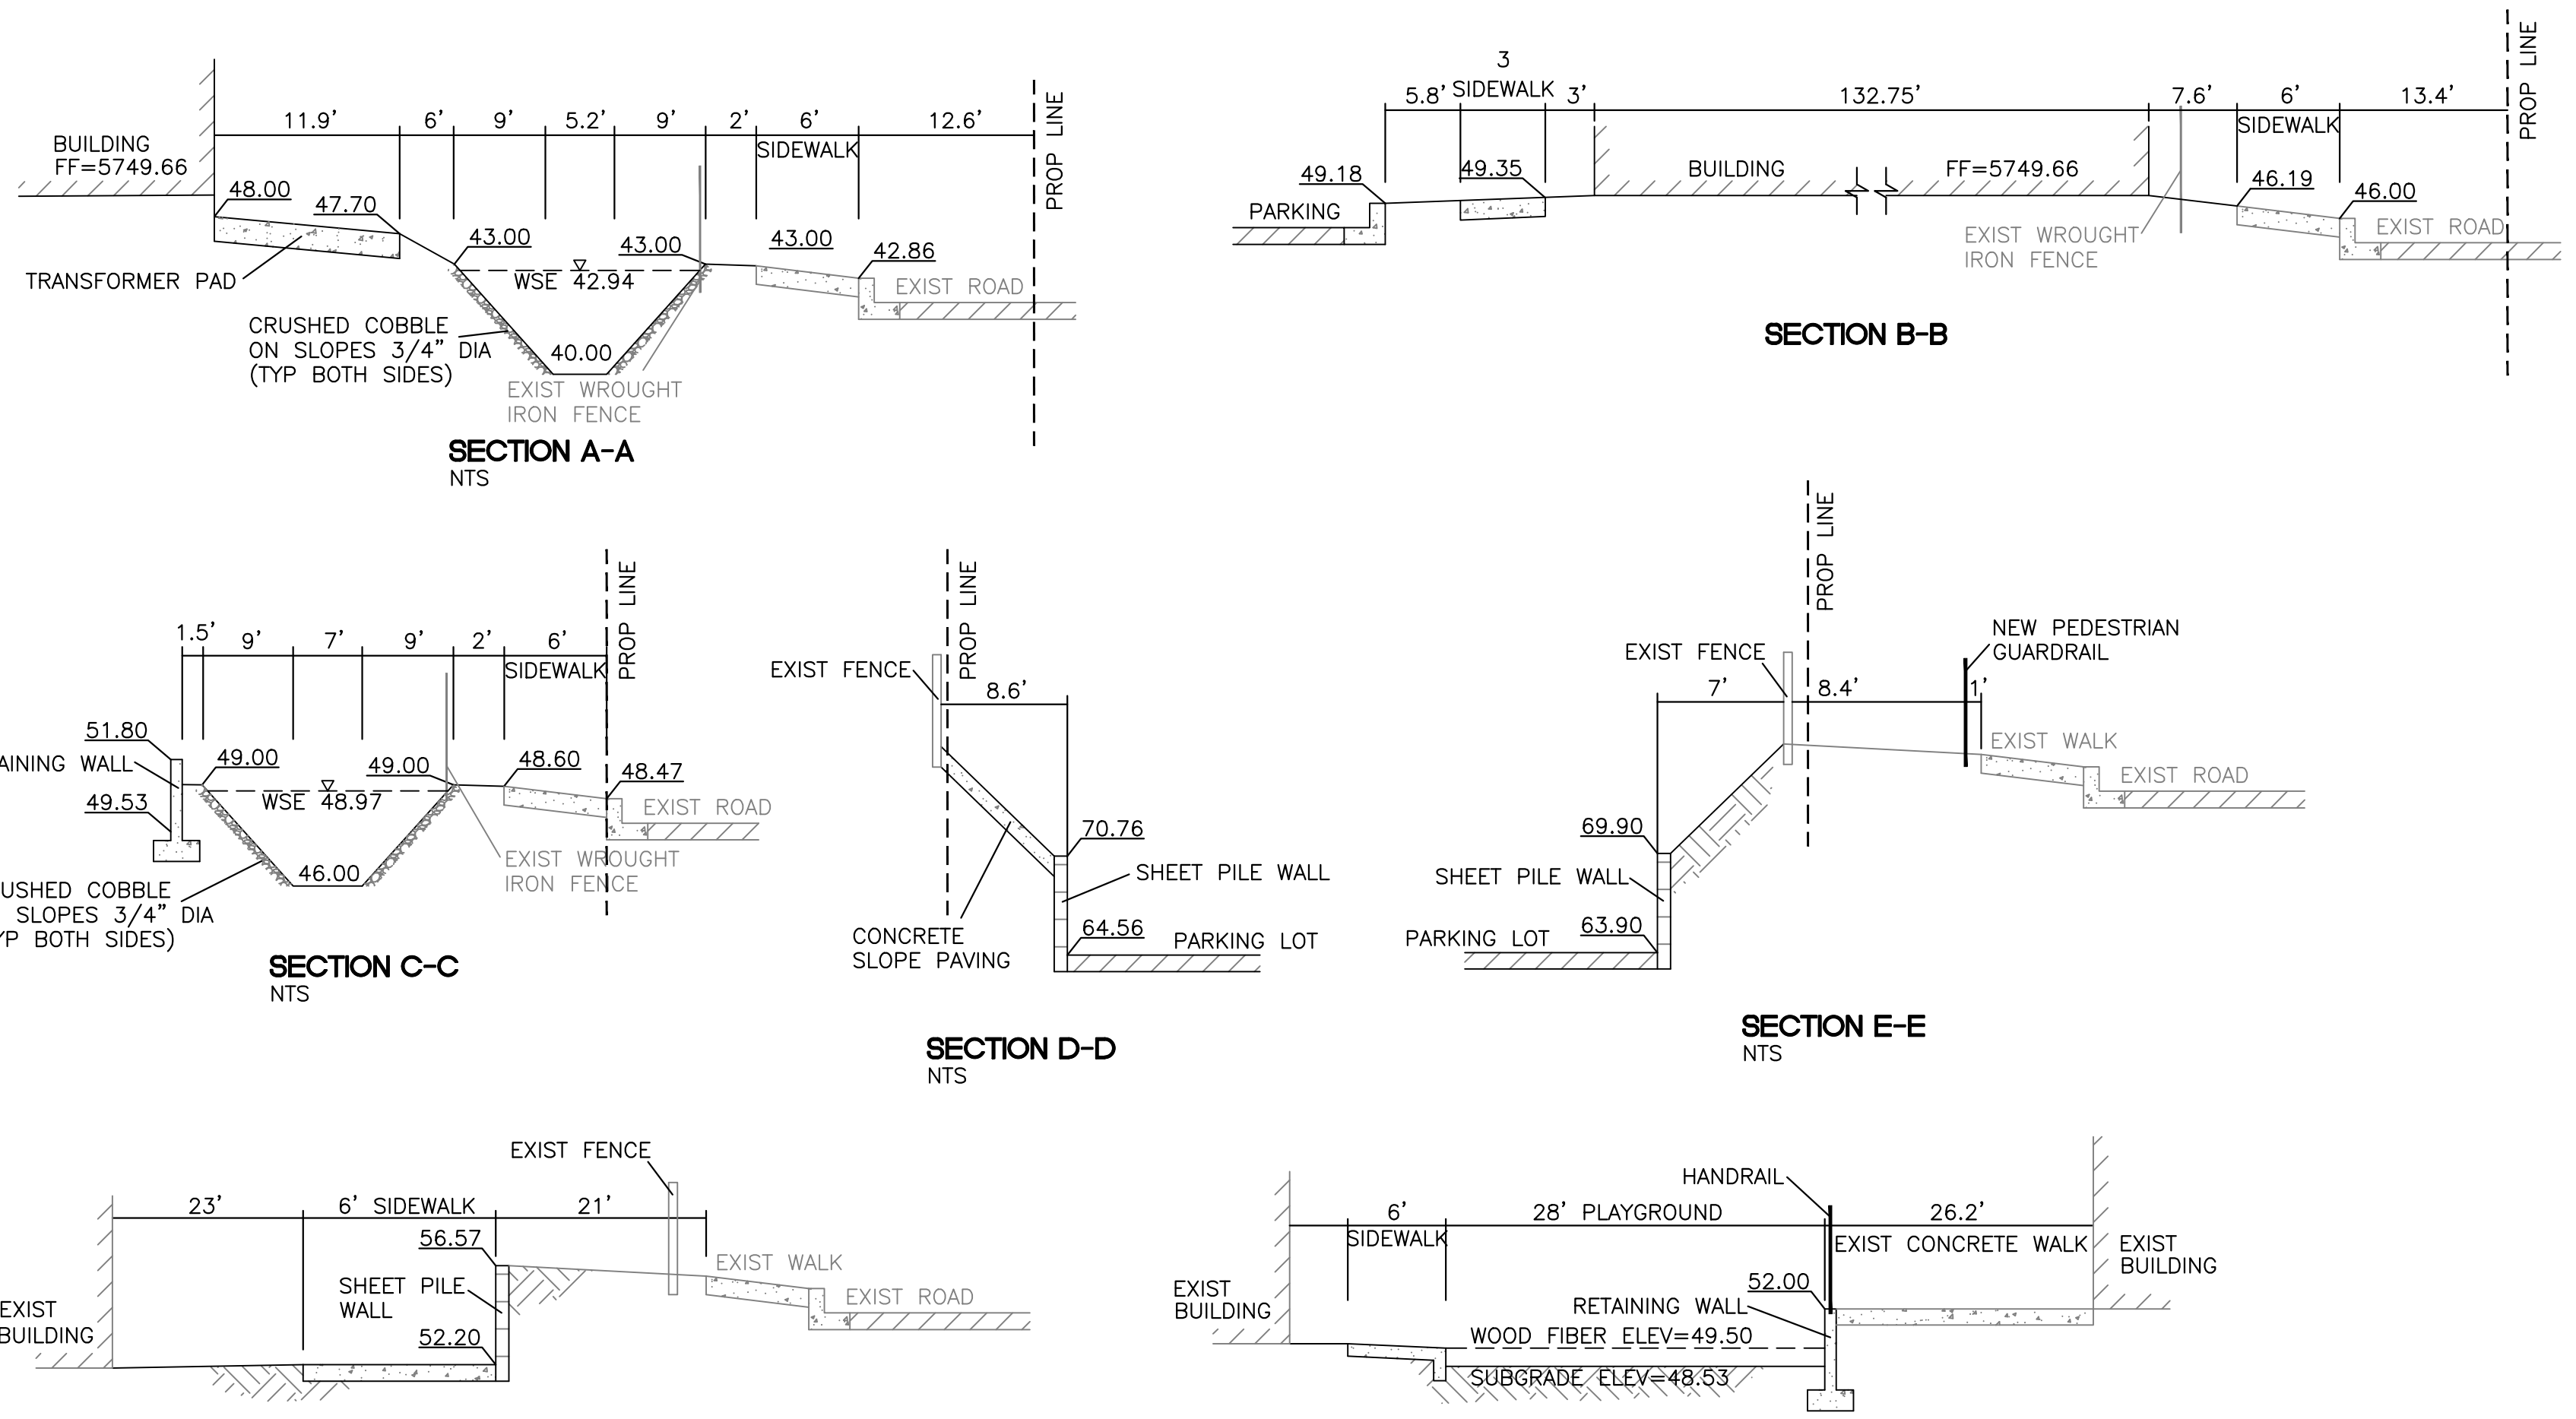 11.9'
6'
9'
5.2'
9'
2'
6'
12.6'
SIDEWALK
PROP LINE
BUILDING
FF=5749.66
48.00
47.70
43.00
43.00
43.00
42.86
WSE 42.94
EXIST ROAD
TRANSFORMER PAD
CRUSHED COBBLE
ON SLOPES 3/4" DIA
(TYP BOTH SIDES)
40.00
EXIST WROUGHT
IRON FENCE
SECTION A-A
NTS
3
SIDEWALK
5.8'
3'
132.75'
7.6'
6'
13.4'
SIDEWALK
PROP LINE
49.18
49.35
BUILDING
FF=5749.66
46.19
46.00
PARKING
EXIST WROUGHT
IRON FENCE
EXIST ROAD
SECTION B-B
1.5'
9'
7'
9'
2'
6'
SIDEWALK
PROP LINE
51.80
AINING WALL
49.53
49.00
49.00
48.60
48.47
WSE 48.97
EXIST ROAD
46.00
EXIST WROUGHT
IRON FENCE
USHED COBBLE
SLOPES 3/4" DIA
YP BOTH SIDES)
SECTION C-C
NTS
PROP LINE
EXIST FENCE
8.6'
70.76
SHEET PILE WALL
64.56
PARKING LOT
CONCRETE
SLOPE PAVING
SECTION D-D
NTS
PROP LINE
NEW PEDESTRIAN
GUARDRAIL
EXIST FENCE
7'
8.4'
1'
EXIST WALK
EXIST ROAD
69.90
SHEET PILE WALL
63.90
PARKING LOT
SECTION E-E
NTS
EXIST FENCE
23'
6' SIDEWALK
21'
56.57
SHEET PILE
WALL
52.20
EXIST WALK
EXIST ROAD
EXIST
BUILDING
HANDRAIL
6'
28' PLAYGROUND
26.2'
SIDEWALK
EXIST CONCRETE WALK
EXIST
BUILDING
EXIST
BUILDING
52.00
RETAINING WALL
WOOD FIBER ELEV=49.50
SUBGRADE ELEV=48.53